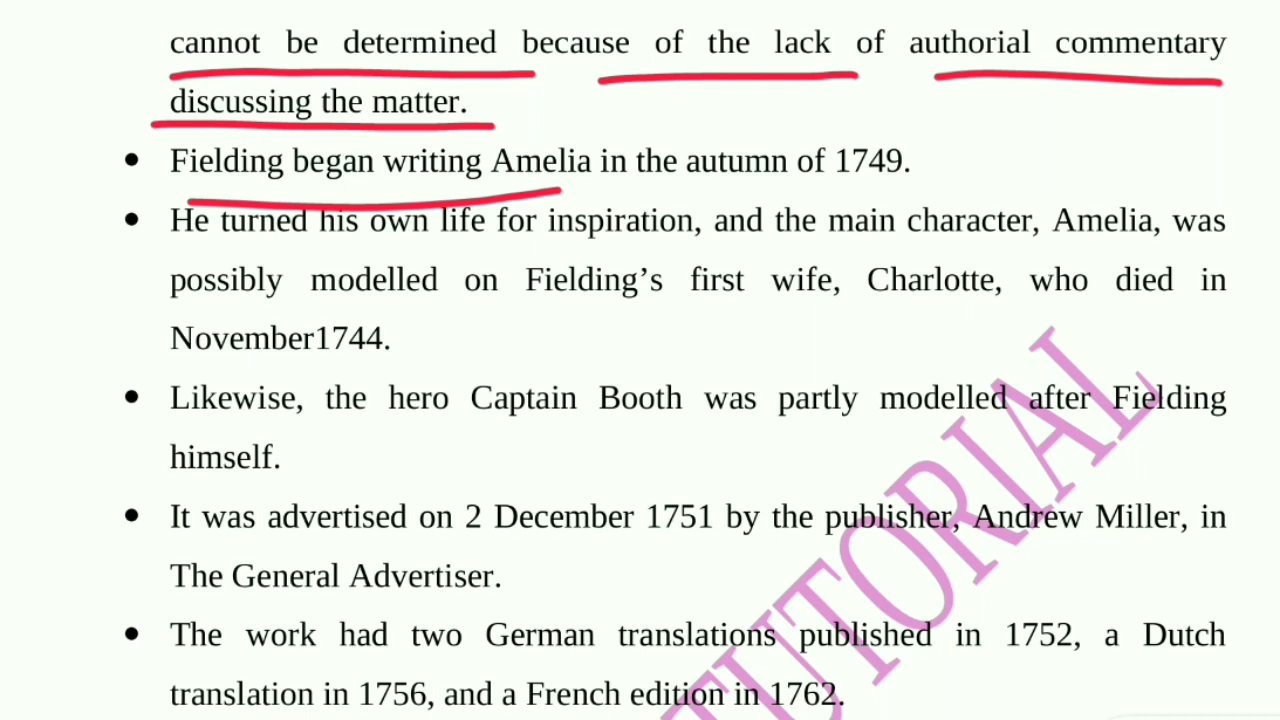 cannot be determined because of the lack of authorial commentary
discussing the matter.
• Fielding began writing Amelia in the autumn of 1749.
• He turned his own life for inspiration, and the main character, Amelia, was
possibly modelled on Fielding’s first wife, Charlotte, who died in
November1744.
• Likewise, the hero Captain Booth was partly modelled after Fielding
himself.
• It was advertised on 2 December 1751 by the publisher, Andrew Miller, in
The General Advertiser.
• The work had two German translations published in 1752, a Dutch
translation in 1756, and a French edition in 1762.
TUTORIAL